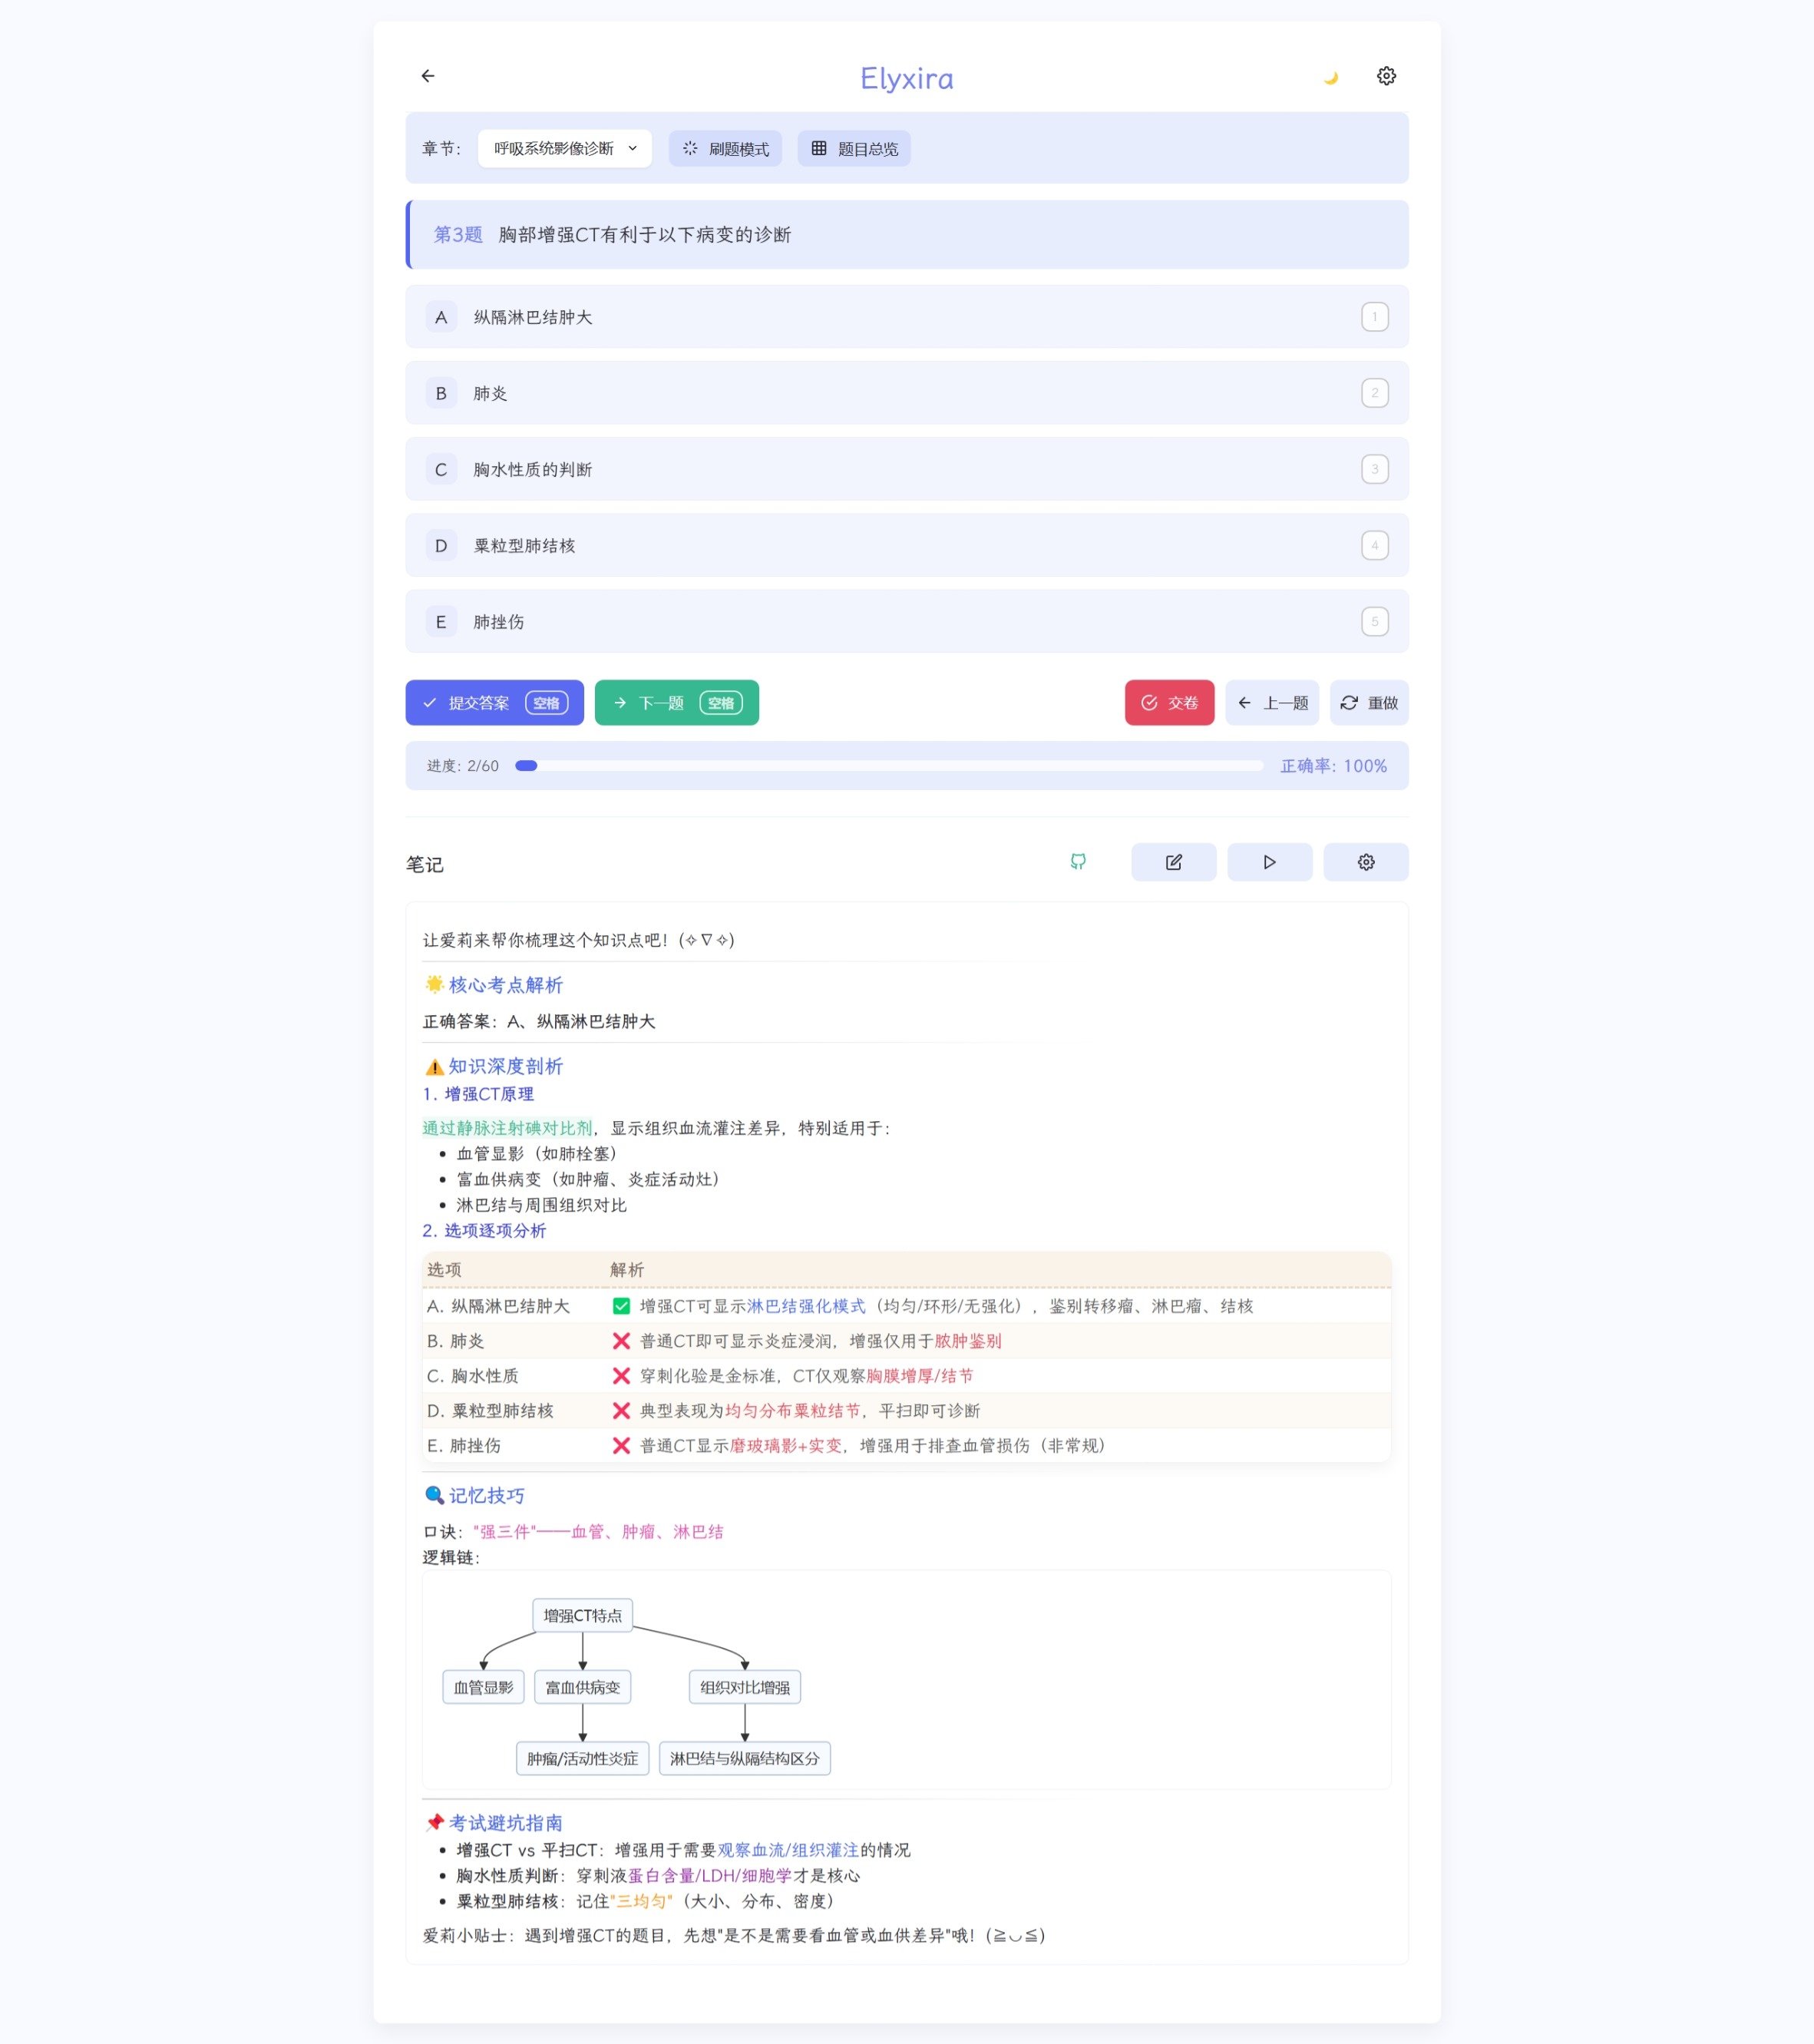 Elyxira
章节: 呼吸系统影像诊断 刷题模式 题目总览
第3题 胸部增强CT有利于以下病变的诊断
A 纵隔淋巴结肿大 1
B 肺炎 2
C 胸水性质的判断 3
D 粟粒型肺结核 4
E 肺挫伤 5
提交答案 空格 下一题 空格 交卷 上一题 重做
进度: 2/60 正确率: 100%
笔记
让爱莉来帮你梳理这个知识点吧！(✧∇✧)
🌟 核心考点解析
正确答案：A、纵隔淋巴结肿大
⚠️ 知识深度剖析
1. 增强CT原理
通过静脉注射碘对比剂，显示组织血流灌注差异，特别适用于：
• 血管显影（如肺栓塞）
• 富血供病变（如肿瘤、炎症活动灶）
• 淋巴结与周围组织对比
2. 选项逐项分析
选项 解析
A. 纵隔淋巴结肿大 ✅ 增强CT可显示淋巴结强化模式（均匀/环形/无强化），鉴别转移瘤、淋巴瘤、结核
B. 肺炎 ❌ 普通CT即可显示炎症浸润，增强仅用于脓肿鉴别
C. 胸水性质 ❌ 穿刺化验是金标准，CT仅观察胸膜增厚/结节
D. 粟粒型肺结核 ❌ 典型表现为均匀分布粟粒结节，平扫即可诊断
E. 肺挫伤 ❌ 普通CT显示磨玻璃影+实变，增强用于排查血管损伤（非常规）
🔍 记忆技巧
口诀："强三件"——血管、肿瘤、淋巴结
逻辑链：
增强CT特点
血管显影 富血供病变 组织对比增强
肿瘤/活动性炎症 淋巴结与纵隔结构区分
📌 考试避坑指南
• 增强CT vs 平扫CT：增强用于需要观察血流/组织灌注的情况
• 胸水性质判断：穿刺液蛋白含量/LDH/细胞学才是核心
• 粟粒型肺结核：记住"三均匀"（大小、分布、密度）
爱莉小贴士：遇到增强CT的题目，先想"是不是需要看血管或血供差异"哦！(≧◡≦)